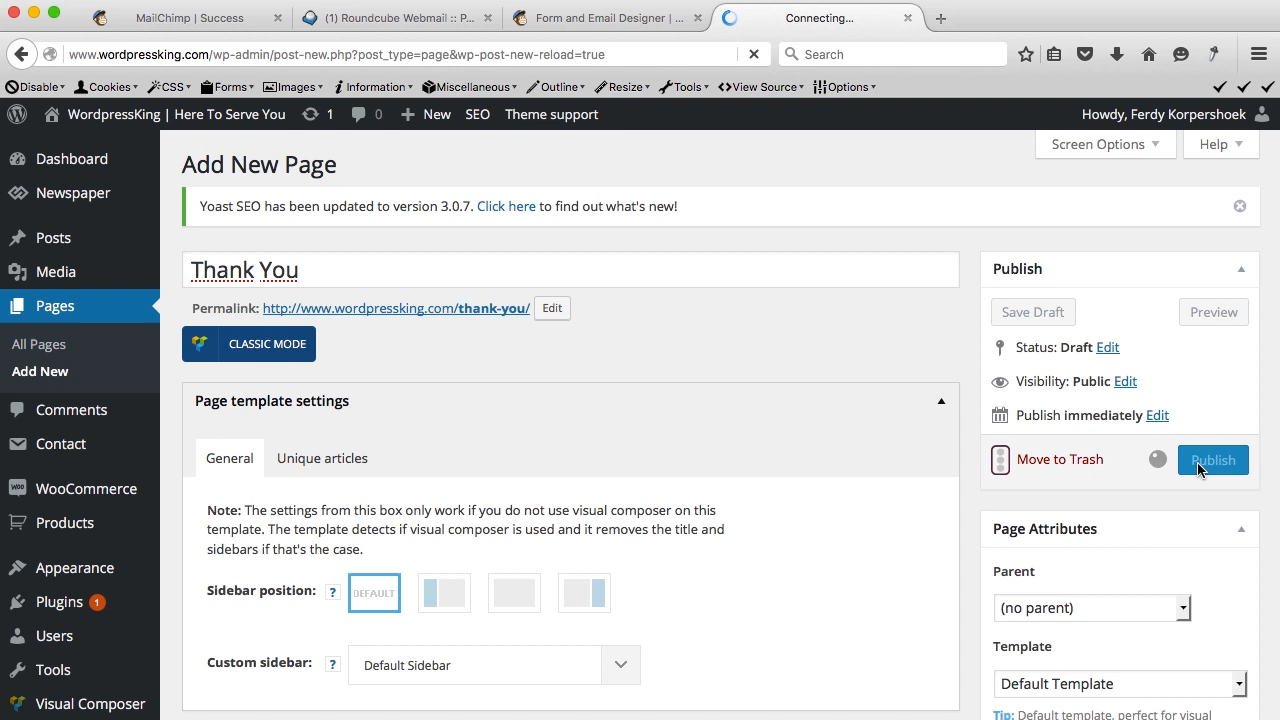 MailChimp | Success
(1) Roundcube Webmail :: P...
Form and Email Designer | ...
Connecting...
www.wordpressking.com/wp-admin/post-new.php?post_type=page&wp-post-new-reload=true
Search
Disable
Cookies
CSS
Forms
Images
Information
Miscellaneous
Outline
Resize
Tools
View Source
Options
WordpressKing | Here To Serve You
1
0
New
SEO
Theme support
Howdy, Ferdy Korpershoek
Dashboard
Newspaper
Posts
Media
Pages
All Pages
Add New
Comments
Contact
WooCommerce
Products
Appearance
Plugins 1
Users
Tools
Visual Composer
Screen Options
Help
Add New Page
Yoast SEO has been updated to version 3.0.7. Click here to find out what's new!
Thank You
Permalink: http://www.wordpressking.com/thank-you/ Edit
CLASSIC MODE
Page template settings
General
Unique articles
Note: The settings from this box only work if you do not use visual composer on this
template. The template detects if visual composer is used and it removes the title and
sidebars if that's the case.
Sidebar position: ?
DEFAULT
Custom sidebar: ?
Default Sidebar
Publish
Save Draft
Preview
Status: Draft Edit
Visibility: Public Edit
Publish immediately Edit
Move to Trash
Publish
Page Attributes
Parent
(no parent)
Template
Default Template
Tip: Default template, perfect for visual